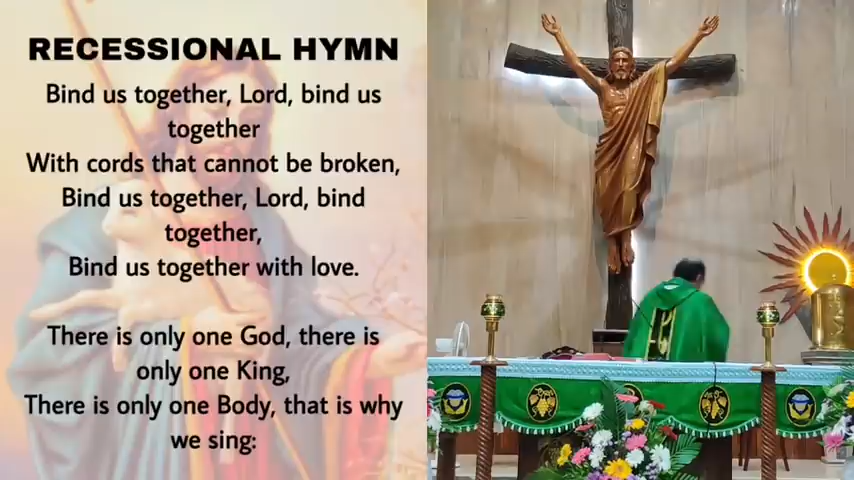 RECESSIONAL HYMN
Bind us together, Lord, bind us
together
With cords that cannot be broken,
Bind us together, Lord, bind
together,
Bind us together with love.
There is only one God, there is
only one King,
There is only one Body, that is why
we sing: